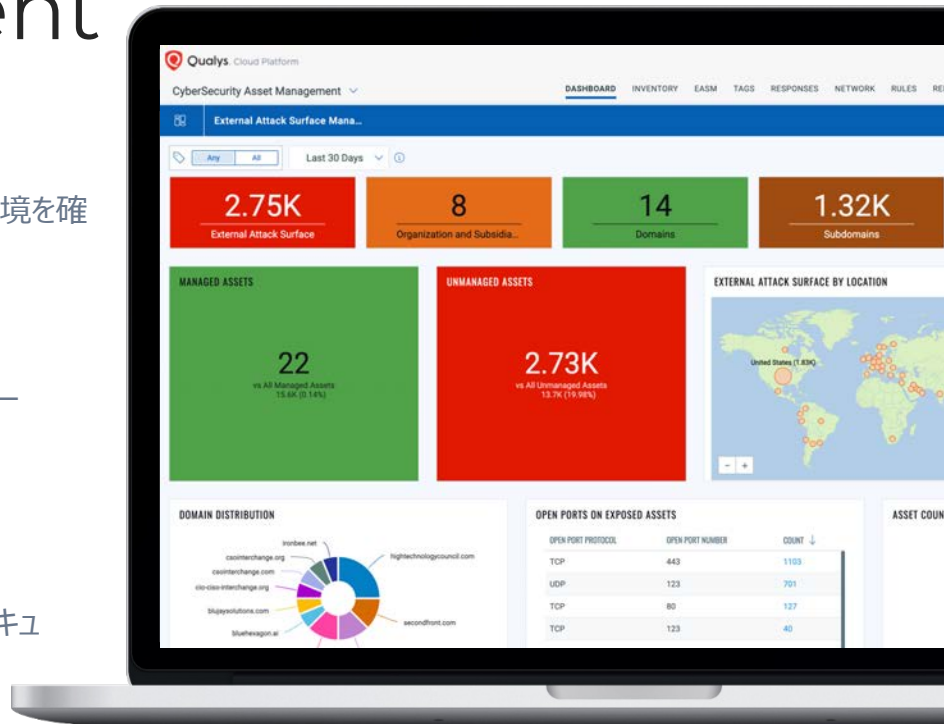 ent
境を確
ー
キュ
Qualys. Cloud Platform
CyberSecurity Asset Management
DASHBOARD INVENTORY EASM TAGS RESPONSES NETWORK RULES
External Attack Surface Mana...
Any All Last 30 Days
2.75K
External Attack Surface
8
Organization and Subsidia...
14
Domains
1.32K
Subdomains
MANAGED ASSETS
22
vs All Managed Assets
15.6K (0.14%)
UNMANAGED ASSETS
2.73K
vs All Unmanaged Assets
13.7K (19.98%)
EXTERNAL ATTACK SURFACE BY LOCATION
United States (1.83K)
- +
DOMAIN DISTRIBUTION
ironbee.net
csointerchange.org
csointerchange.com
cio-ciso-interchange.org
blujaysolutions.com
bluehexagon.ai
hightechnologycouncil.com
secondfront.com
OPEN PORTS ON EXPOSED ASSETS
OPEN PORT PROTOCOL OPEN PORT NUMBER COUNT ↓
TCP 443 1103
UDP 123 701
TCP 80 127
TCP 123 40
ASSET COUN